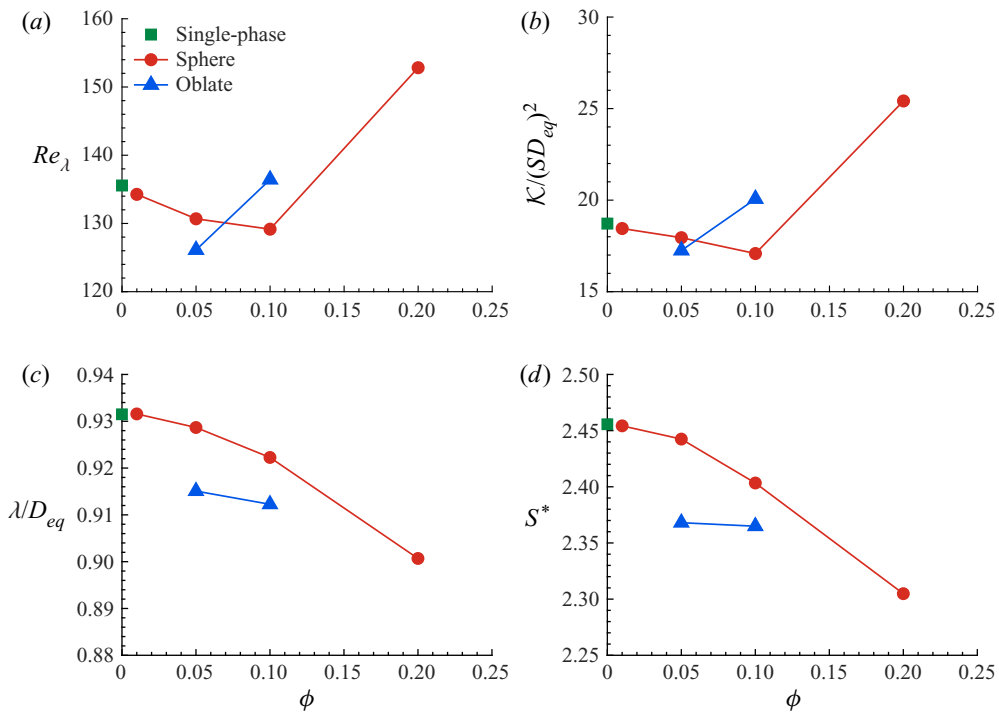 (a)
160
150
140
130
120
Re_λ
Single-phase
Sphere
Oblate
0 0.05 0.10 0.15 0.20 0.25
(b)
30
25
20
15
K/(SD_eq)^2
0 0.05 0.10 0.15 0.20 0.25
(c)
0.94
0.93
0.92
0.91
0.90
0.89
0.88
λ/D_eq
0 0.05 0.10 0.15 0.20 0.25
ϕ
(d)
2.50
2.45
2.40
2.35
2.30
2.25
S*
0 0.05 0.10 0.15 0.20 0.25
ϕ